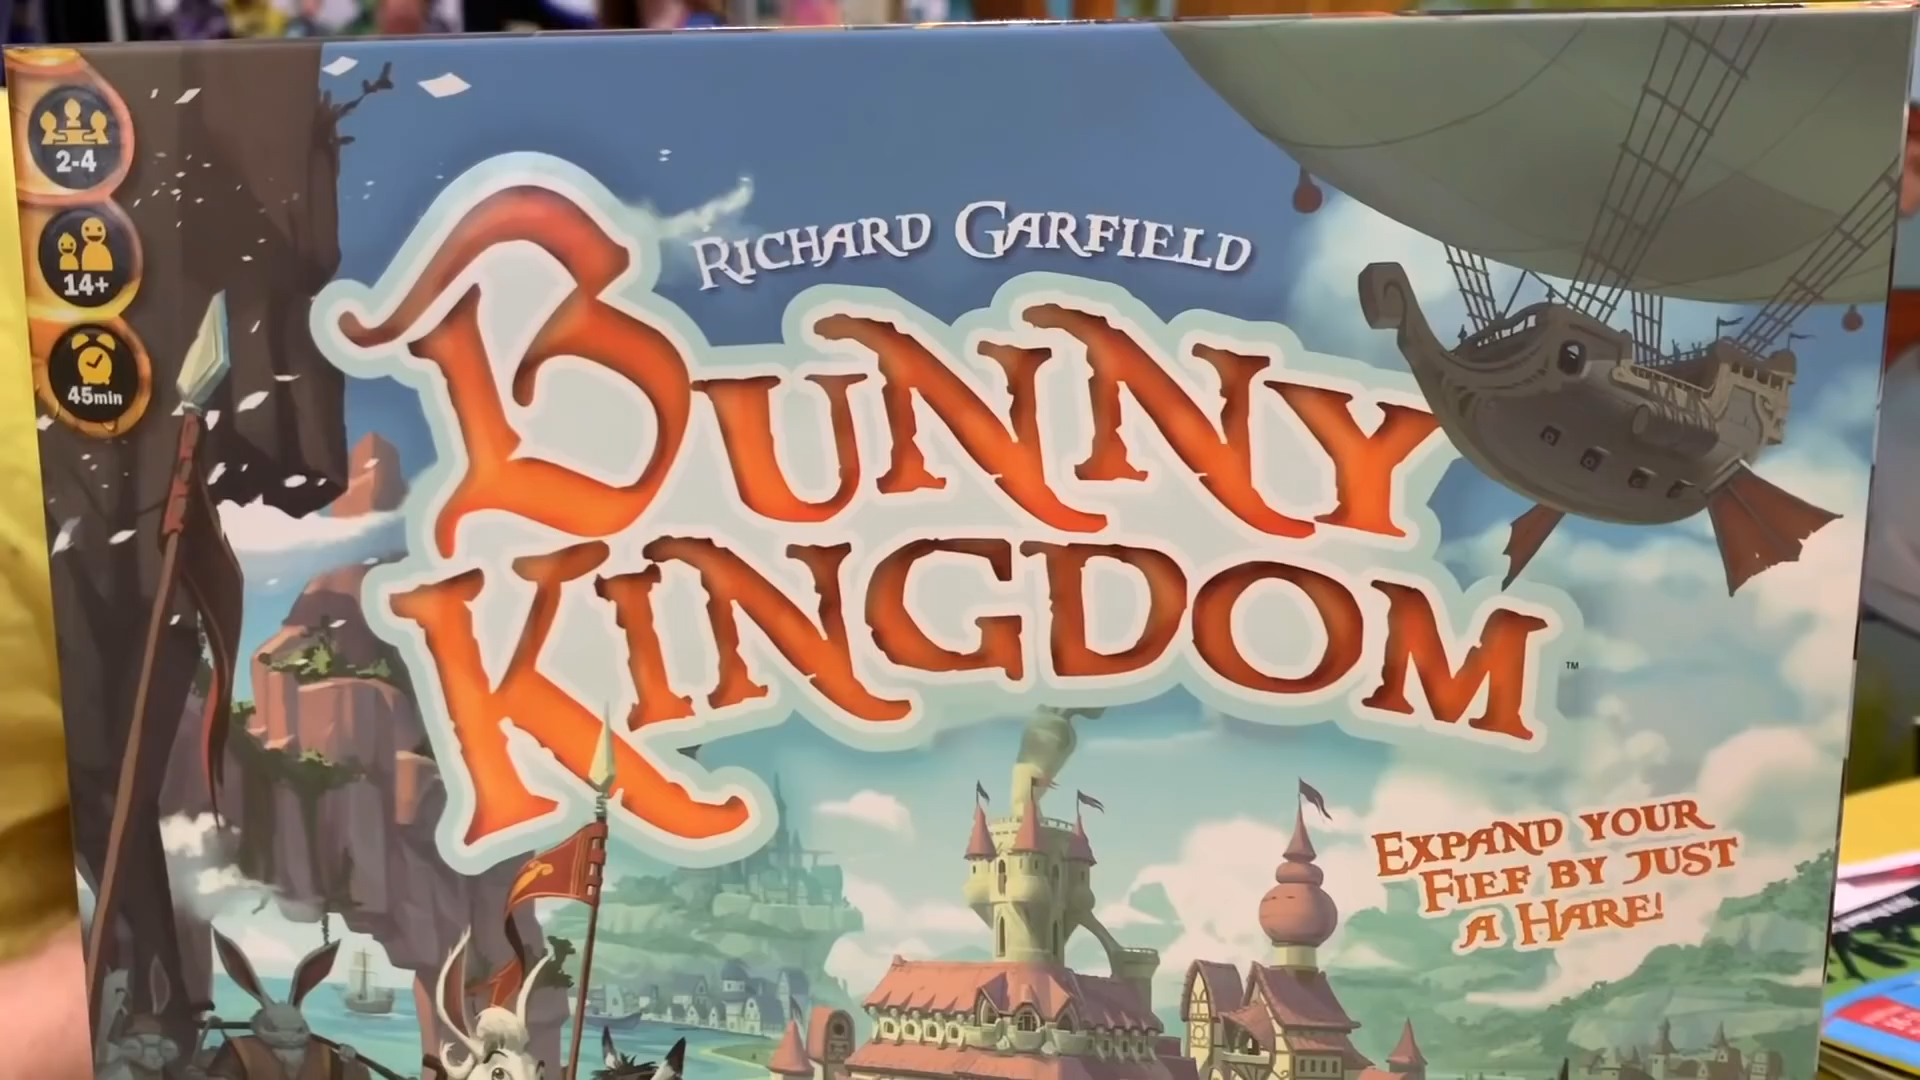 2-4
14+
45min
RICHARD GARFIELD
BUNNY
KINGDOM
™
EXPAND YOUR
FIEF BY JUST
A HARE!